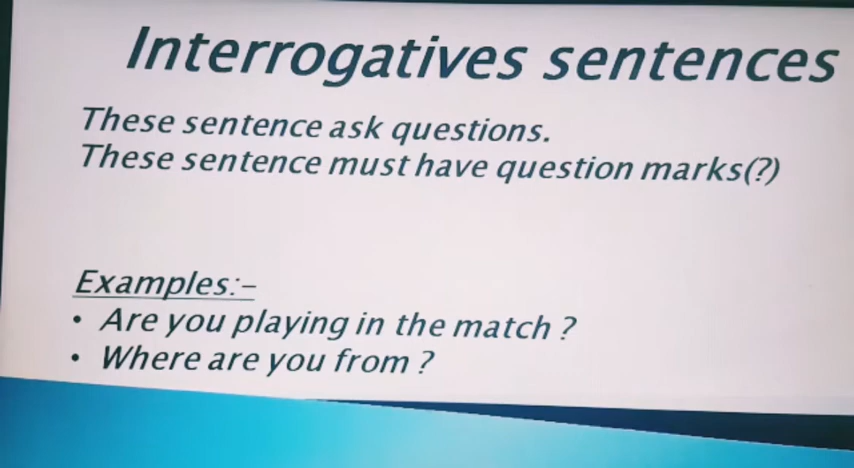 Interrogatives sentences
These sentence ask questions.
These sentence must have question marks(?)
Examples:-
• Are you playing in the match ?
• Where are you from ?